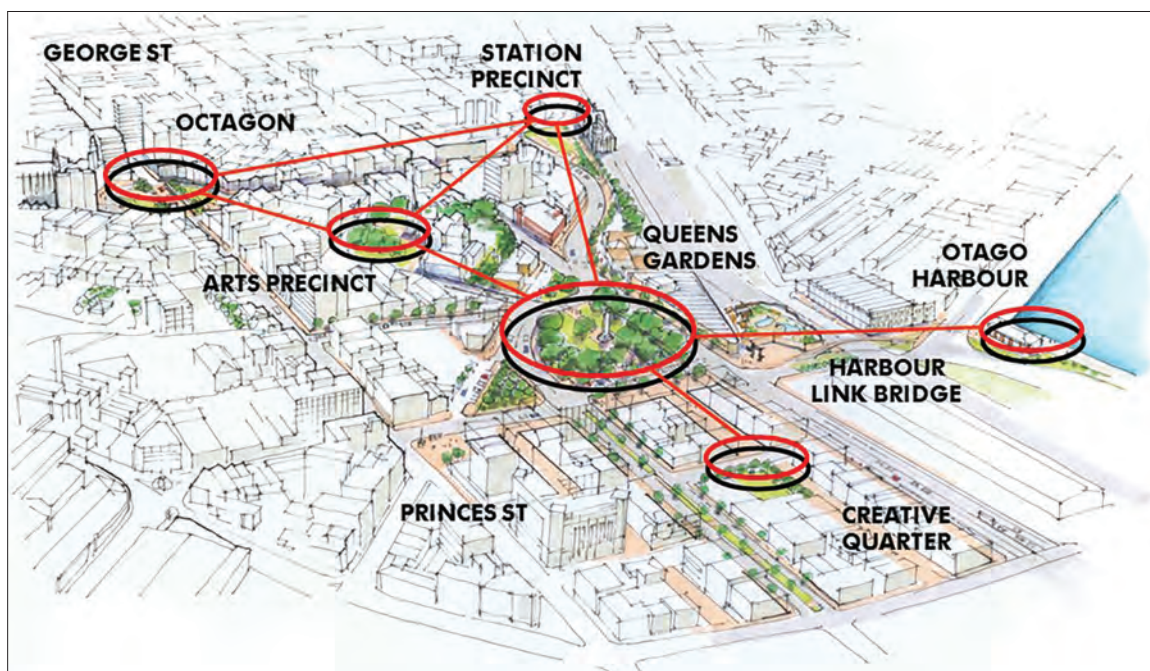 GEORGE ST
STATION
PRECINCT
OCTAGON
QUEENS
GARDENS
OTAGO
HARBOUR
ARTS PRECINCT
HARBOUR
LINK BRIDGE
PRINCES ST
CREATIVE
QUARTER